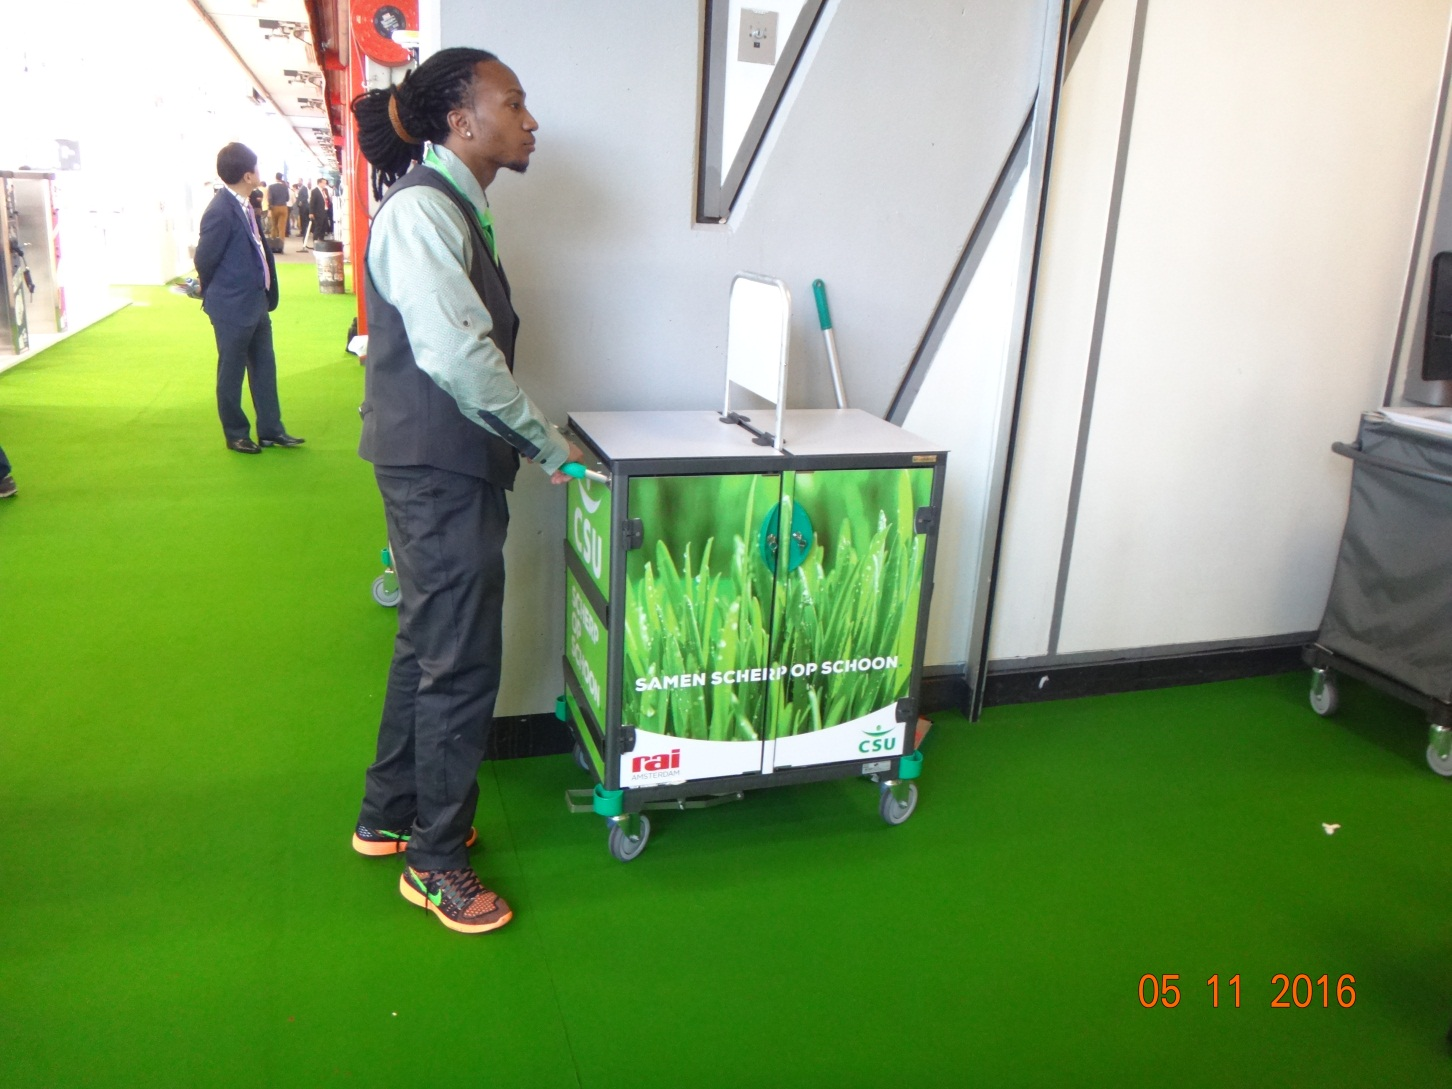 CSU
SCHERP
OP
SCHOON
SAMEN SCHERP OP SCHOON
rai
AMSTERDAM
CSU
05 11 2016